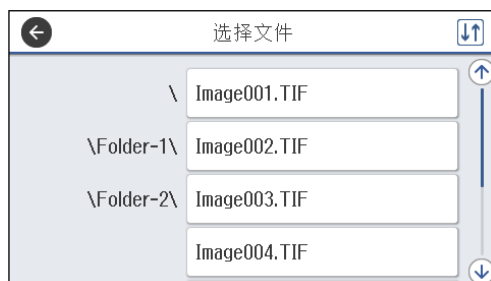 选择文件
\ Image001.TIF
\Folder-1\ Image002.TIF
\Folder-2\ Image003.TIF
Image004.TIF